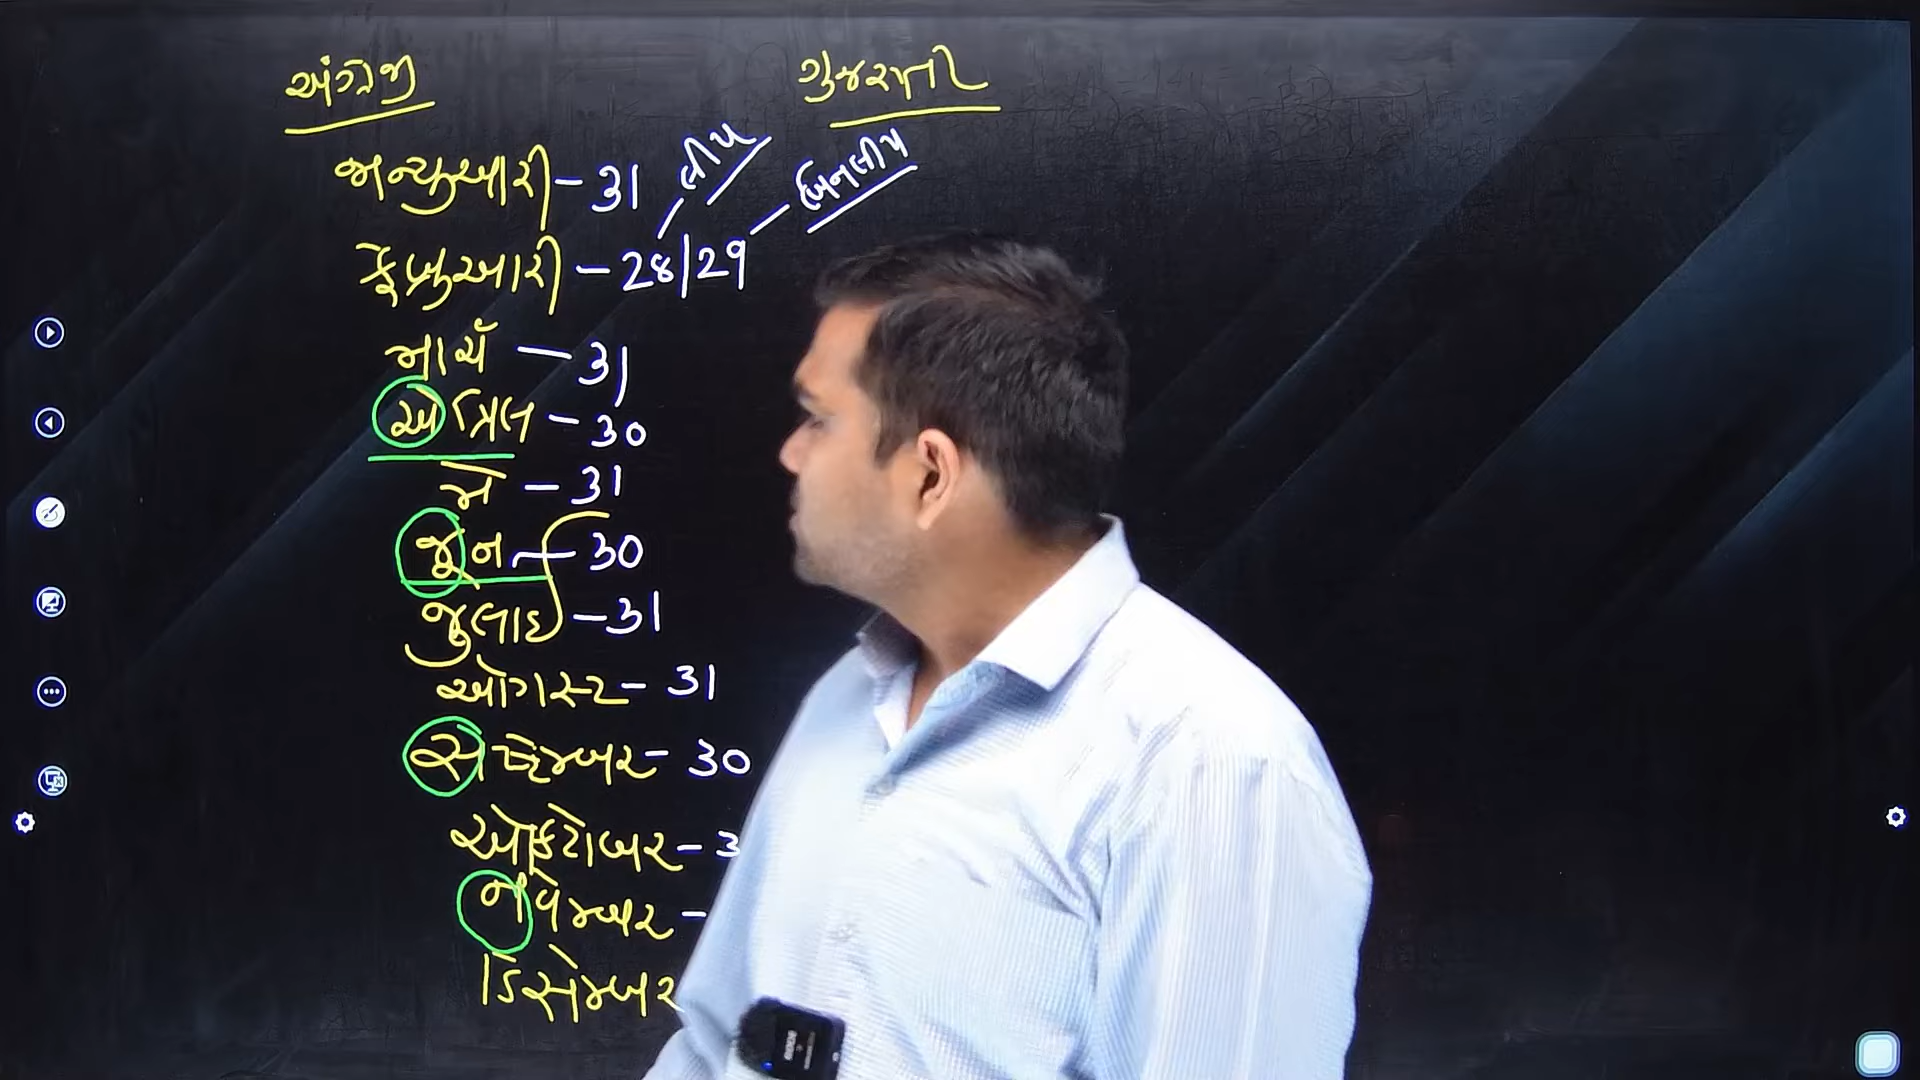 અંગ્રેજી ગુજરાતી
જાન્યુઆરી - 31 લીપ બિનલીપ
ફેબ્રુઆરી - 28/29
માર્ચ - 31
એપ્રિલ - 30
મે - 31
જૂન - 30
જુલાઈ - 31
ઓગસ્ટ - 31
સપ્ટેમ્બર - 30
ઓક્ટોબર - 3
નવેમ્બર -
ડિસેમ્બર